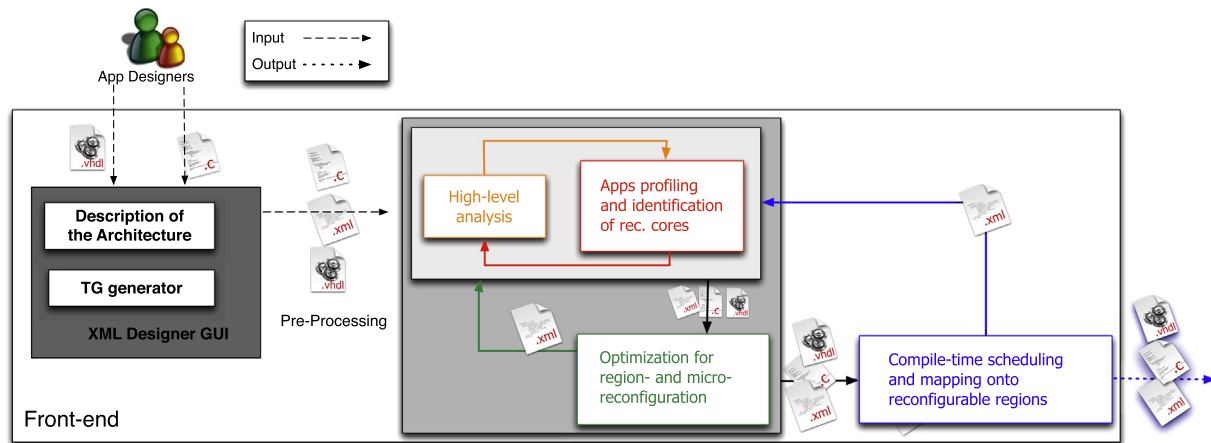 App Designers
Input
Output
.vhdl
.c
Description of
the Architecture
TG generator
XML Designer GUI
.c
.xml
.vhdl
Pre-Processing
High-level
analysis
Apps profiling
and identification
of rec. cores
.xml
.c
.vhdl
.xml
Optimization for
region- and micro-
reconfiguration
.vhdl
.c
.xml
Compile-time scheduling
and mapping onto
reconfigurable regions
.xml
.vhdl
.c
.xml
Front-end